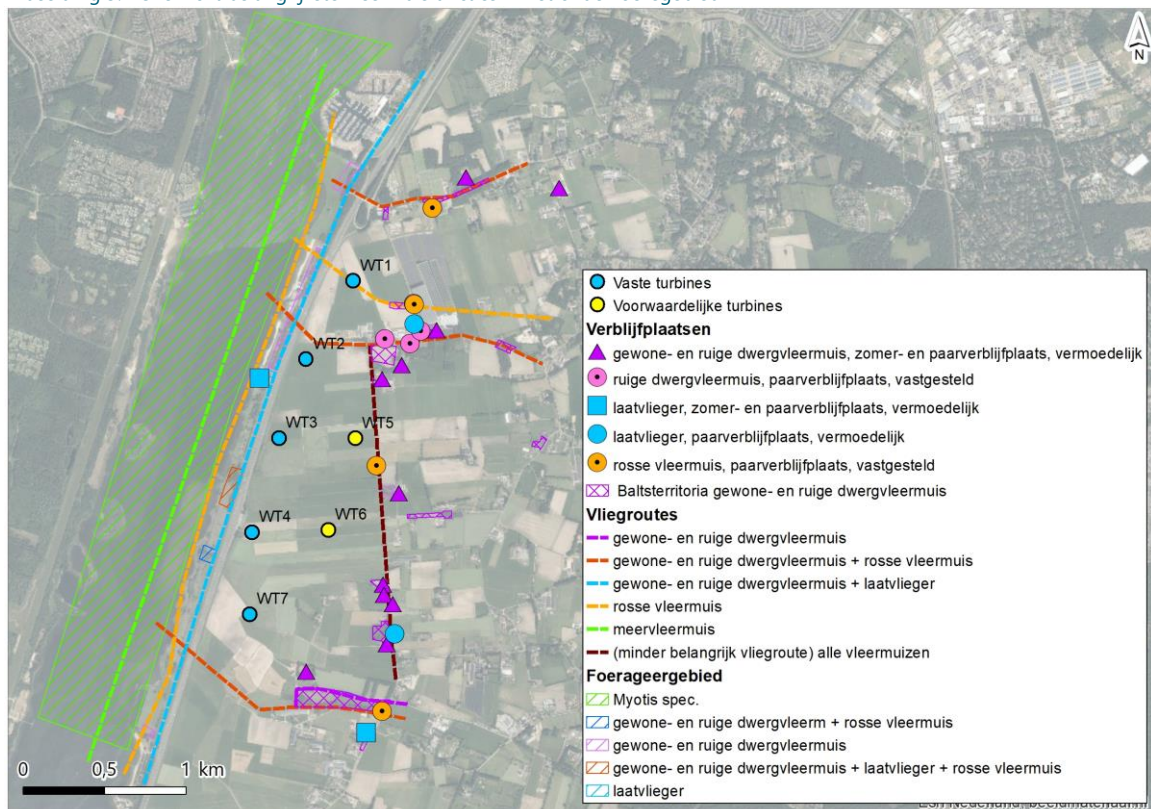 N
WT1
WT2
WT3
WT5
WT4
WT6
WT7
0 0,5 1 km
Vaste turbines
Voorwaardelijke turbines
Verblijfplaatsen
gewone- en ruige dwergvleermuis, zomer- en paarverblijfplaats, vermoedelijk
ruige dwergvleermuis, paarverblijfplaats, vastgesteld
laatvlieger, zomer- en paarverblijfplaats, vermoedelijk
laatvlieger, paarverblijfplaats, vermoedelijk
rosse vleermuis, paarverblijfplaats, vastgesteld
Baltsterritoria gewone- en ruige dwergvleermuis
Vliegroutes
gewone- en ruige dwergvleermuis
gewone- en ruige dwergvleermuis + rosse vleermuis
gewone- en ruige dwergvleermuis + laatvlieger
rosse vleermuis
meervleermuis
(minder belangrijk vliegroute) alle vleermuizen
Foerageergebied
Myotis spec.
gewone- en ruige dwergvleerm + rosse vleermuis
gewone- en ruige dwergvleermuis
gewone- en ruige dwergvleermuis + laatvlieger + rosse vleermuis
laatvlieger